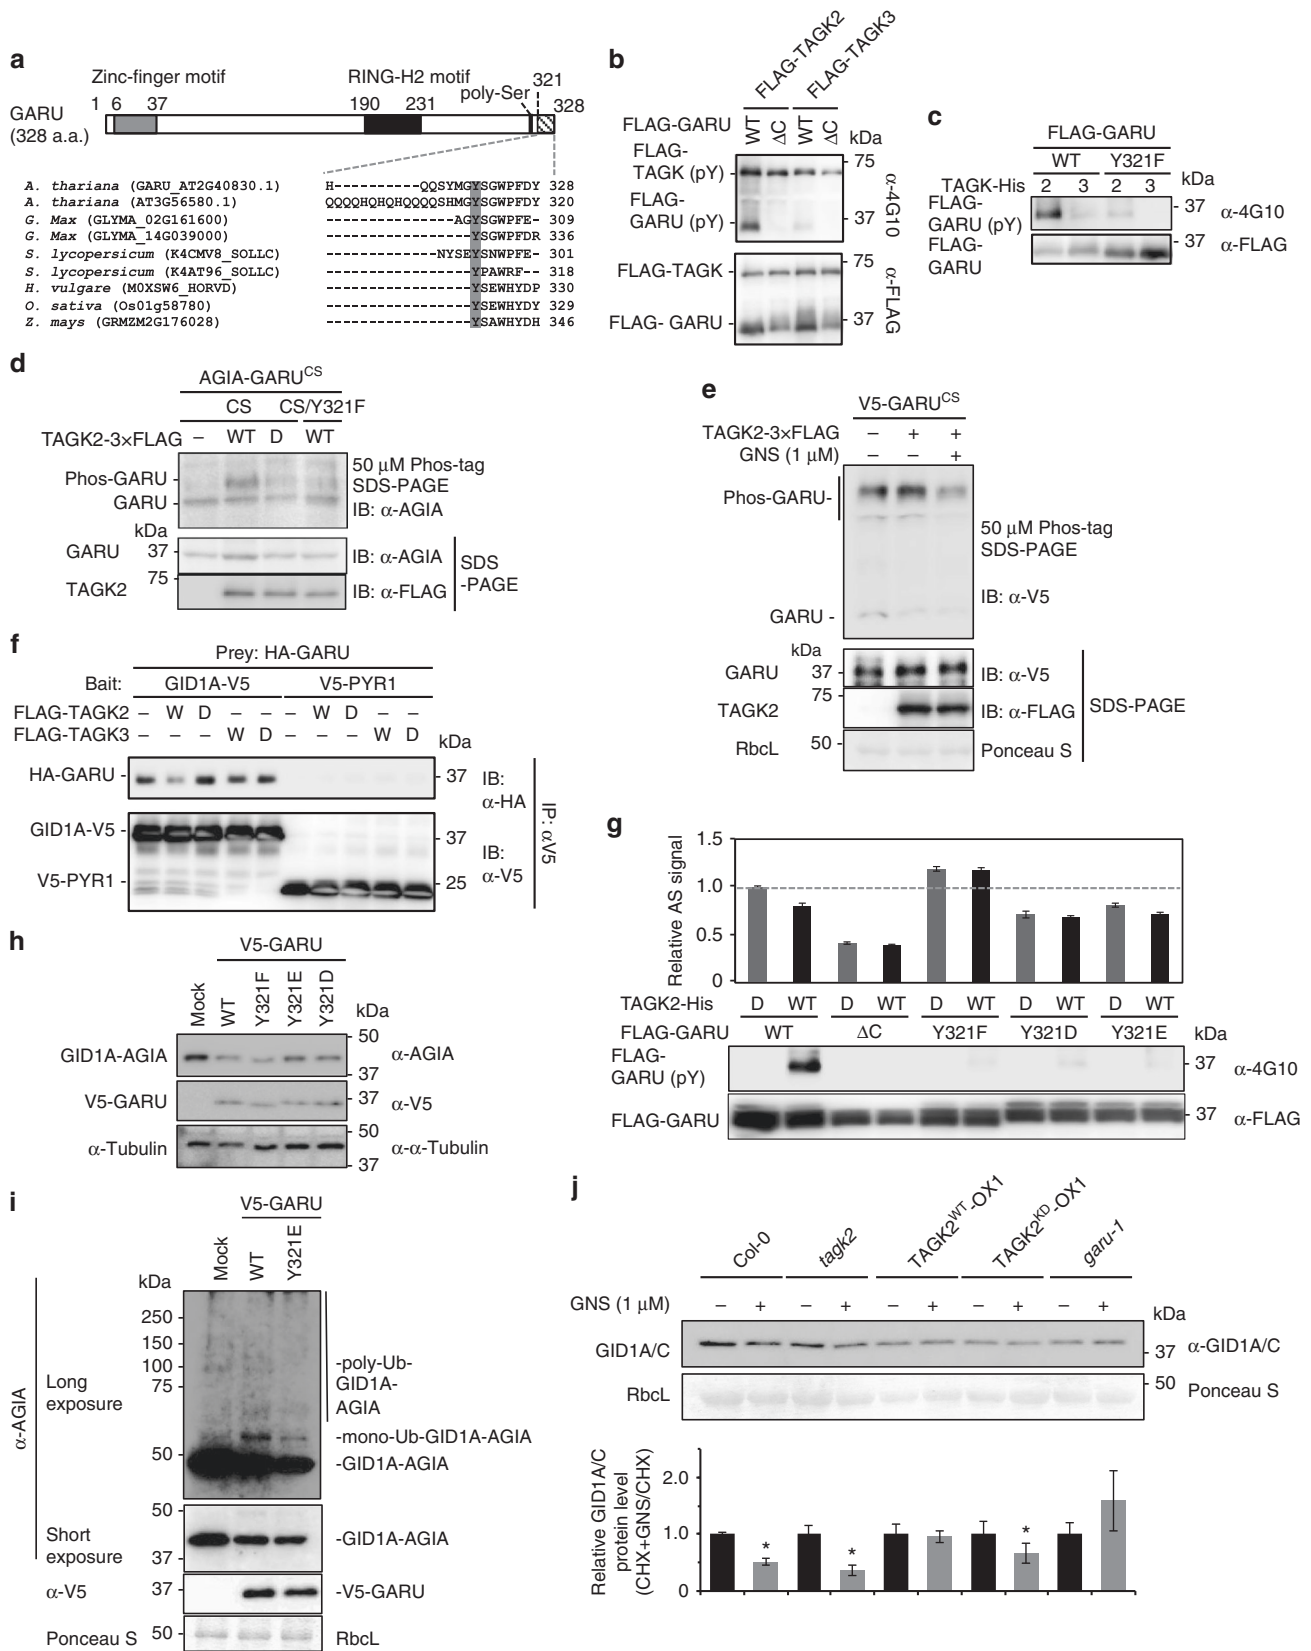 a
Zinc-finger motif
RING-H2 motif
poly-Ser
321
1 6 37 190 231 328
GARU
(328 a.a.)
A. thariana (GARU_AT2G40830.1) H----------QQSYMGYSGWPFDY 328
A. thariana (AT3G56580.1) QQQQHQHQHQQQQSHMGYSGWPFDY 320
G. Max (GLYMA_02G161600) --------------AGYSGWPFE- 309
G. Max (GLYMA_14G039000) ----------------YSGWPFDR 336
S. lycopersicum (K4CMV8_SOLLC) ------------NYSEYSNWPFE- 301
S. lycopersicum (K4AT96_SOLLC) ----------------YPAWRF-- 318
H. vulgare (M0XSW6_HORVD) ----------------YSEWHYDP 330
O. sativa (Os01g58780) ----------------YSEWHYDY 329
Z. mays (GRMZM2G176028) ----------------YSAWHYDH 346
b
FLAG-TAGK2
FLAG-TAGK3
FLAG-GARU WT ΔC WT ΔC kDa
FLAG-
TAGK (pY)
75
FLAG-
GARU (pY)
37
α-4G10
FLAG-TAGK
75
FLAG- GARU
37
α-FLAG
c
FLAG-GARU
WT Y321F
TAGK-His 2 3 2 3 kDa
FLAG-
GARU (pY)
37 α-4G10
FLAG-
GARU
37 α-FLAG
d
AGIA-GARUCS
CS CS/Y321F
TAGK2-3×FLAG – WT D WT
Phos-GARU
GARU
50 μM Phos-tag
SDS-PAGE
IB: α-AGIA
kDa
GARU 37 IB: α-AGIA
75
TAGK2 IB: α-FLAG
SDS
-PAGE
e
V5-GARUCS
TAGK2-3×FLAG – + +
GNS (1 μM) – – +
Phos-GARU-
50 μM Phos-tag
SDS-PAGE
IB: α-V5
GARU -
kDa
GARU 37 IB: α-V5
75
TAGK2 IB: α-FLAG
RbcL 50 Ponceau S
SDS-PAGE
f
Prey: HA-GARU
Bait: GID1A-V5 V5-PYR1
FLAG-TAGK2 – W D – – – W D – –
FLAG-TAGK3 – – – W D – – – W D
kDa
HA-GARU - 37 IB:
α-HA
GID1A-V5 - 37
IB:
α-V5
V5-PYR1 - 25
IP: αV5
g
Relative AS signal
1.5
1.0
0.5
0
TAGK2-His D WT D WT D WT D WT D WT
FLAG-GARU WT ΔC Y321F Y321D Y321E kDa
FLAG-
GARU (pY)
37 α-4G10
FLAG-GARU 37 α-FLAG
h
V5-GARU
Mock WT Y321F Y321E Y321D kDa
50
GID1A-AGIA α-AGIA
37
V5-GARU 37 α-V5
50
α-Tubulin α-α-Tubulin
37
i
V5-GARU
Mock WT Y321E
kDa
250
150
100
75
50
α-AGIA
Long
exposure
-poly-Ub-
GID1A-
AGIA
-mono-Ub-GID1A-AGIA
-GID1A-AGIA
50
Short
exposure
37
-GID1A-AGIA
α-V5 37 -V5-GARU
Ponceau S 50 RbcL
j
Col-0 tagk2 TAGK2WT-OX1 TAGK2KD-OX1 garu-1
GNS (1 μM) – + – + – + – + – +
kDa
GID1A/C 37 α-GID1A/C
RbcL 50 Ponceau S
Relative GID1A/C
protein level
(CHX+GNS/CHX)
2.0
1.0
0
* * *